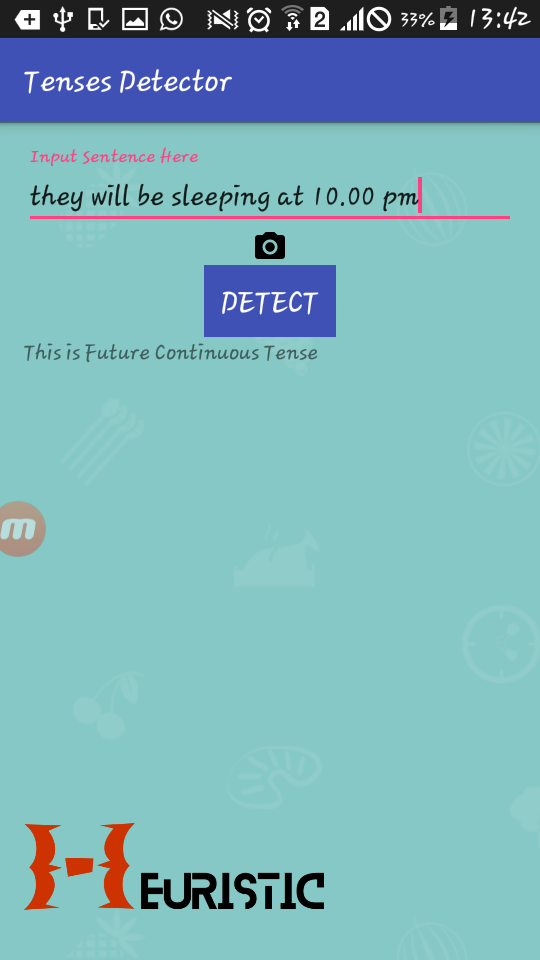 2 33% 13:42
Tenses Detector
Input Sentence Here
they will be sleeping at 10.00 pm
DETECT
This is Future Continuous Tense
m
H-EURISTIC